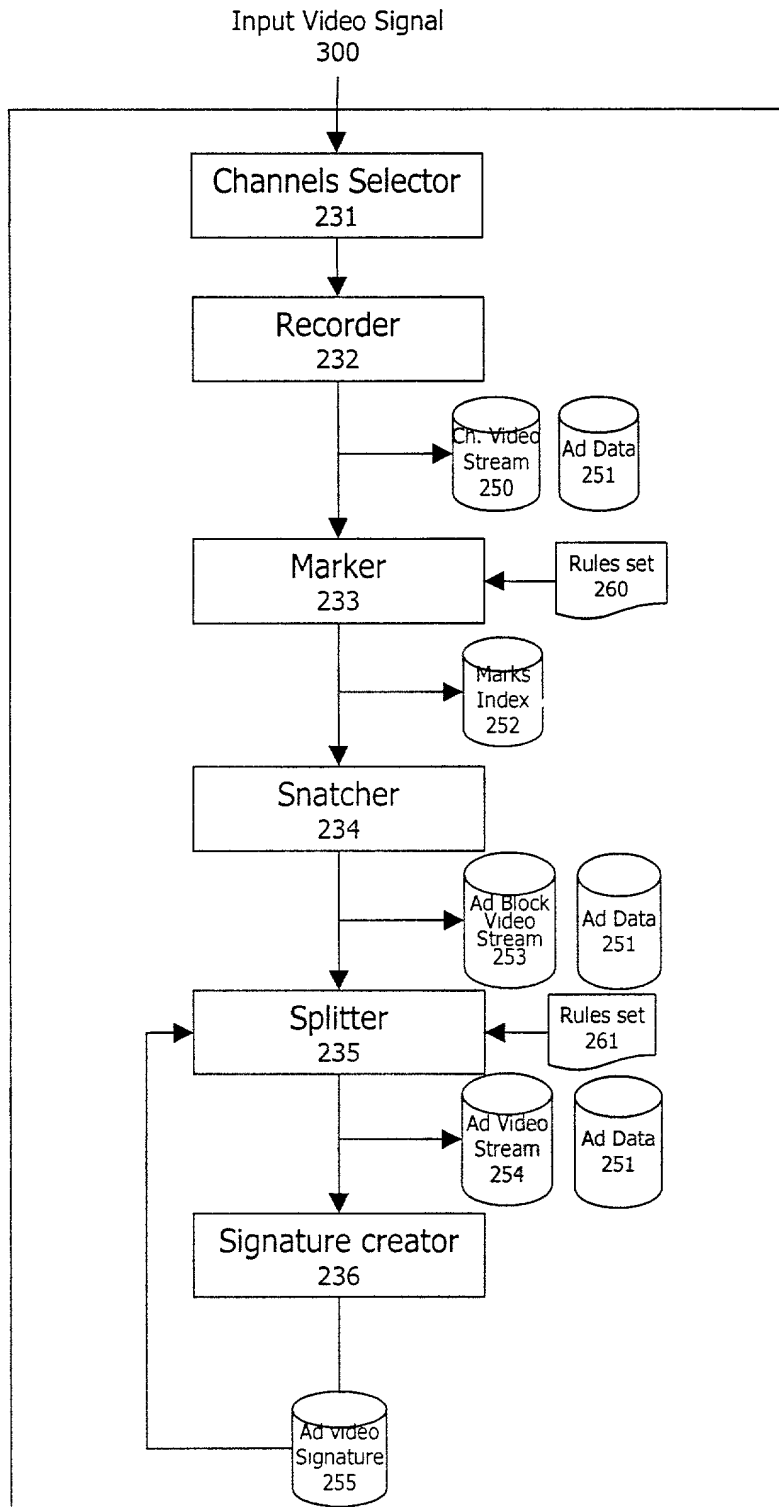 Input Video Signal
300
Channels Selector
231
Recorder
232
Ch. Video
Stream
250
Ad Data
251
Marker
233
Rules set
260
Marks
Index
252
Snatcher
234
Ad Block
Video
Stream
253
Ad Data
251
Splitter
235
Rules set
261
Ad Video
Stream
254
Ad Data
251
Signature creator
236
Ad Video
Signature
255